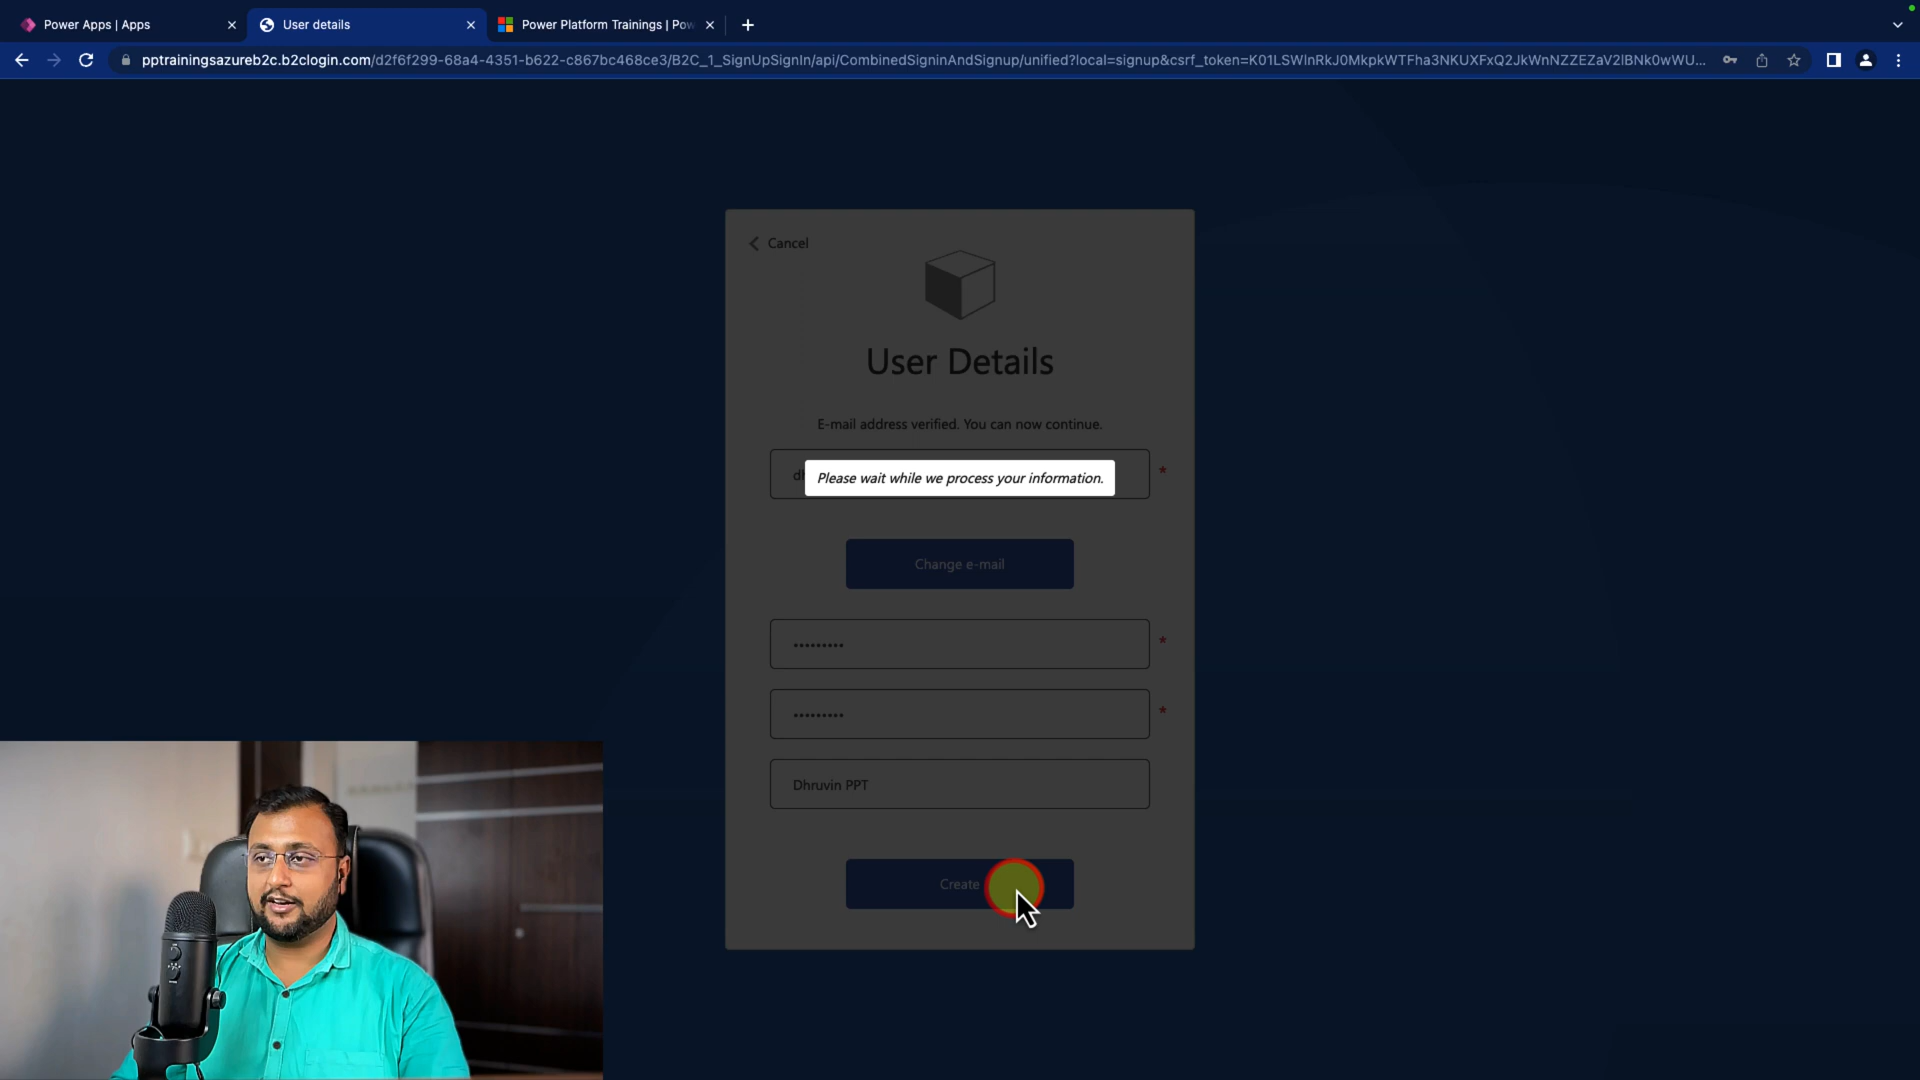 Power Apps | Apps
User details
Power Platform Trainings | Pow
pptrainingsazureb2c.b2clogin.com/d2f6f299-68a4-4351-b622-c867bc468ce3/B2C_1_SignUpSignIn/api/CombinedSigninAndSignup/unified?local=signup&csrf_token=K01LSWlnRkJ0MkpkWTFha3NKUXFxQ2JkWnNZZEZaV2lBNk0wWU...
Cancel
User Details
E-mail address verified. You can now continue.
*
Please wait while we process your information.
Change e-mail
••••••••• *
••••••••• *
Dhruvin PPT
Create